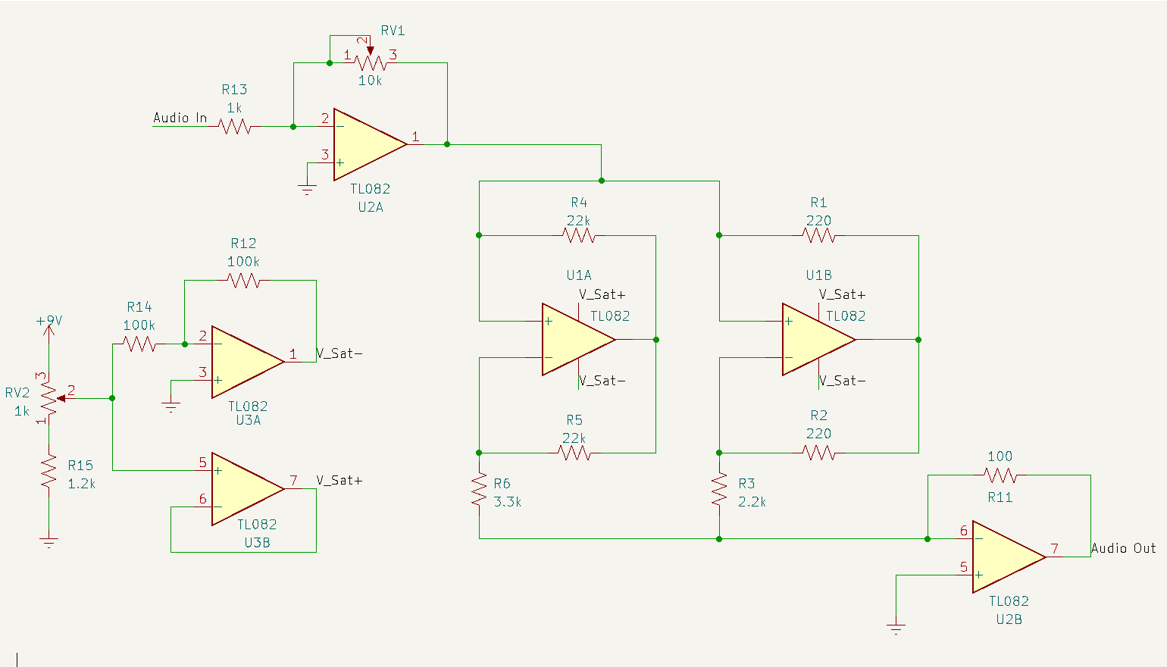 RV1
2
1
3
10k
R13
1k
Audio In
2
−
1
3
+
TL082
U2A
R4
22k
R1
220
U1A
V_Sat+
+
TL082
−
V_Sat−
U1B
V_Sat+
+
TL082
−
V_Sat−
R12
100k
R14
100k
2
−
1
V_Sat−
3
+
TL082
U3A
+9V
3
RV2
2
1k
1
R15
1.2k
5
+
7
V_Sat+
6
−
TL082
U3B
R5
22k
R2
220
R6
3.3k
R3
2.2k
100
R11
6
−
7
Audio Out
5
+
TL082
U2B